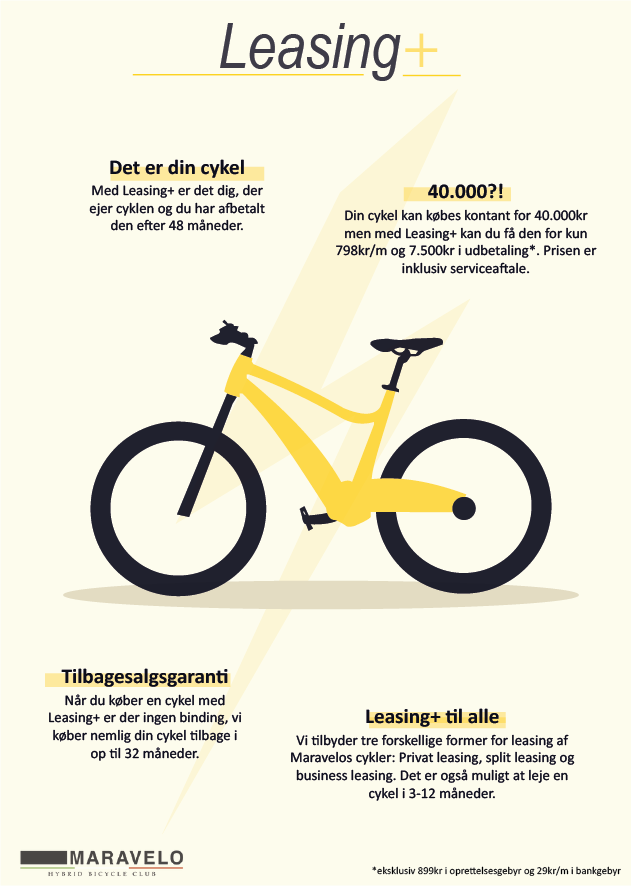 Leasing+
Det er din cykel
Med Leasing+ er det dig, der
ejer cyklen og du har afbetalt
den efter 48 måneder.
40.000?!
Din cykel kan købes kontant for 40.000kr
men med Leasing+ kan du få den for kun
798kr/m og 7.500kr i udbetaling*. Prisen er
inklusiv serviceaftale.
Tilbagesalgsgaranti
Når du køber en cykel med
Leasing+ er der ingen binding, vi
køber nemlig din cykel tilbage i
op til 32 måneder.
Leasing+ til alle
Vi tilbyder tre forskellige former for leasing af
Maravelos cykler: Privat leasing, split leasing og
business leasing. Det er også muligt at leje en
cykel i 3-12 måneder.
MARAVELO
HYBRID BICYCLE CLUB
*eksklusiv 899kr i oprettelsesgebyr og 29kr/m i bankgebyr